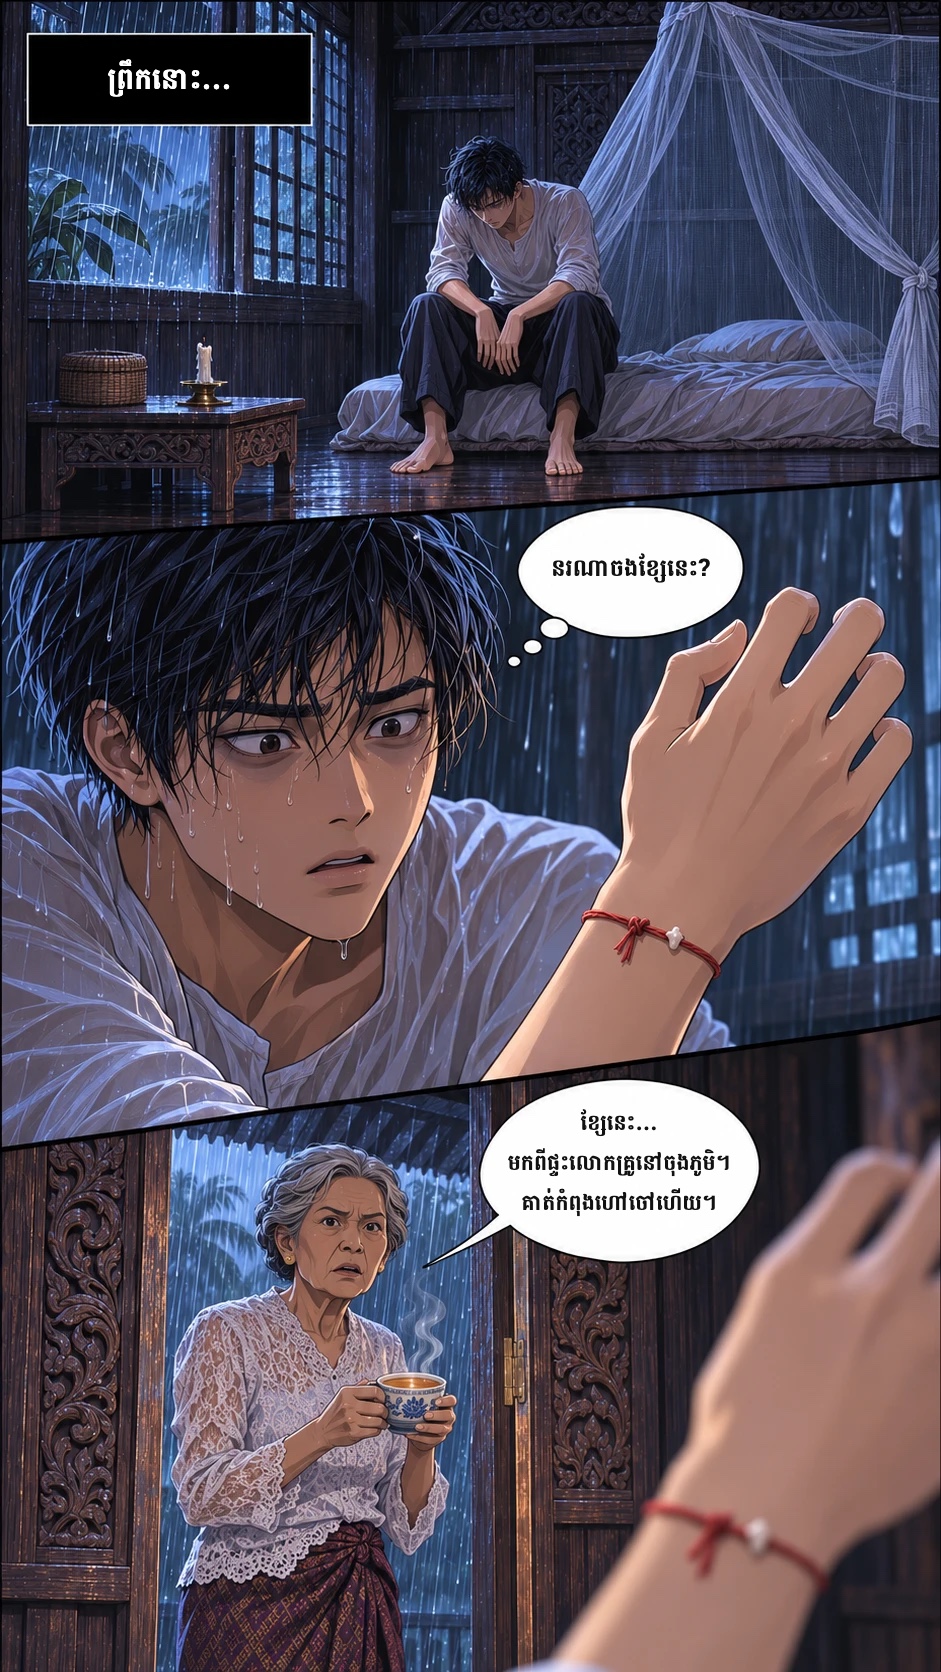 ព្រឹកនោះ...
នរណាចងខ្សែនេះ?
ខ្សែនេះ...
មកពីផ្ទះលោកគ្រូនៅចុងភូមិ។
គាត់កំពុងហៅចៅហើយ។